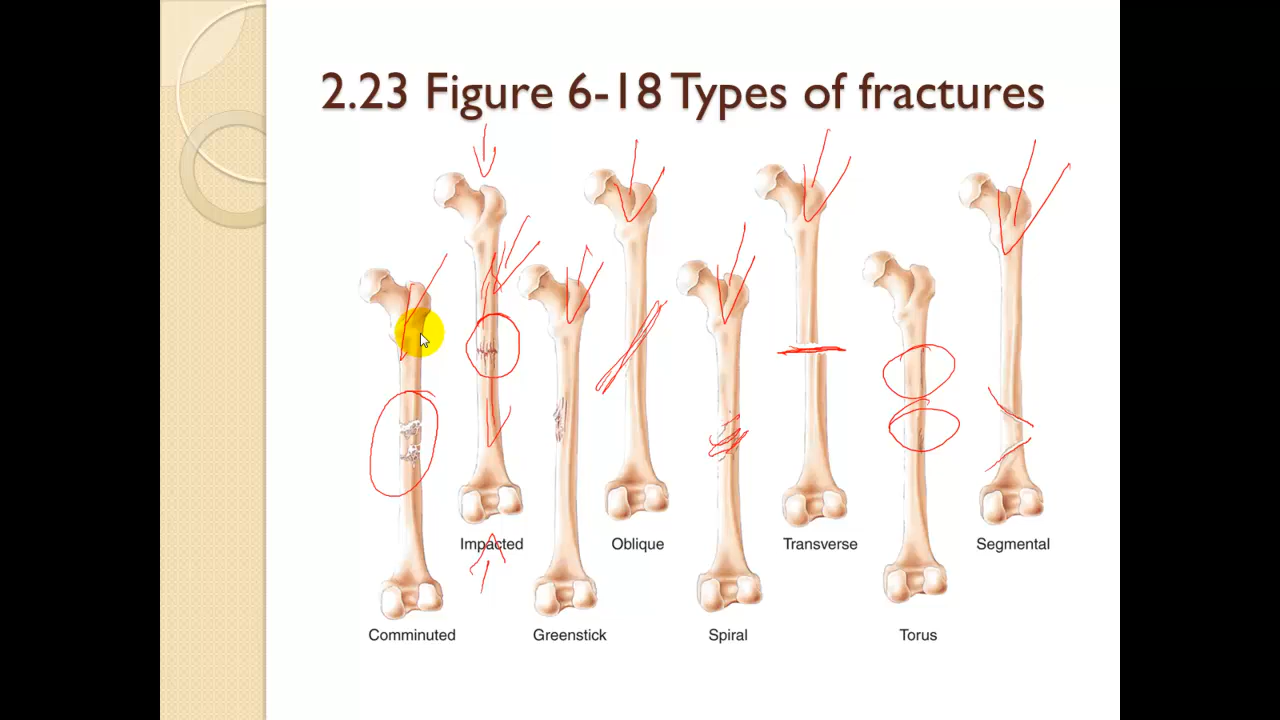 2.23 Figure 6-18 Types of fractures
Impacted
Oblique
Transverse
Segmental
Comminuted
Greenstick
Spiral
Torus